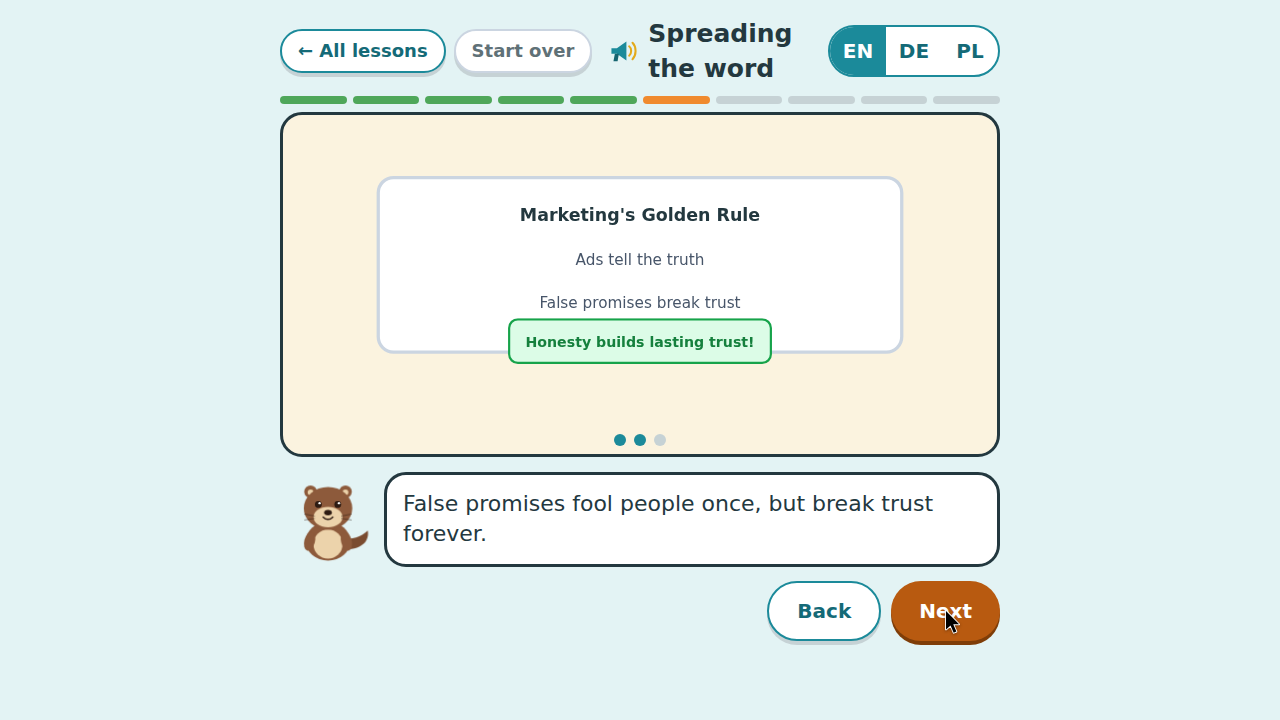 ← All lessons
Start over
Spreading
the word
EN
DE
PL
Marketing's Golden Rule
Ads tell the truth
False promises break trust
Honesty builds lasting trust!
False promises fool people once, but break trust
forever.
Back
Next